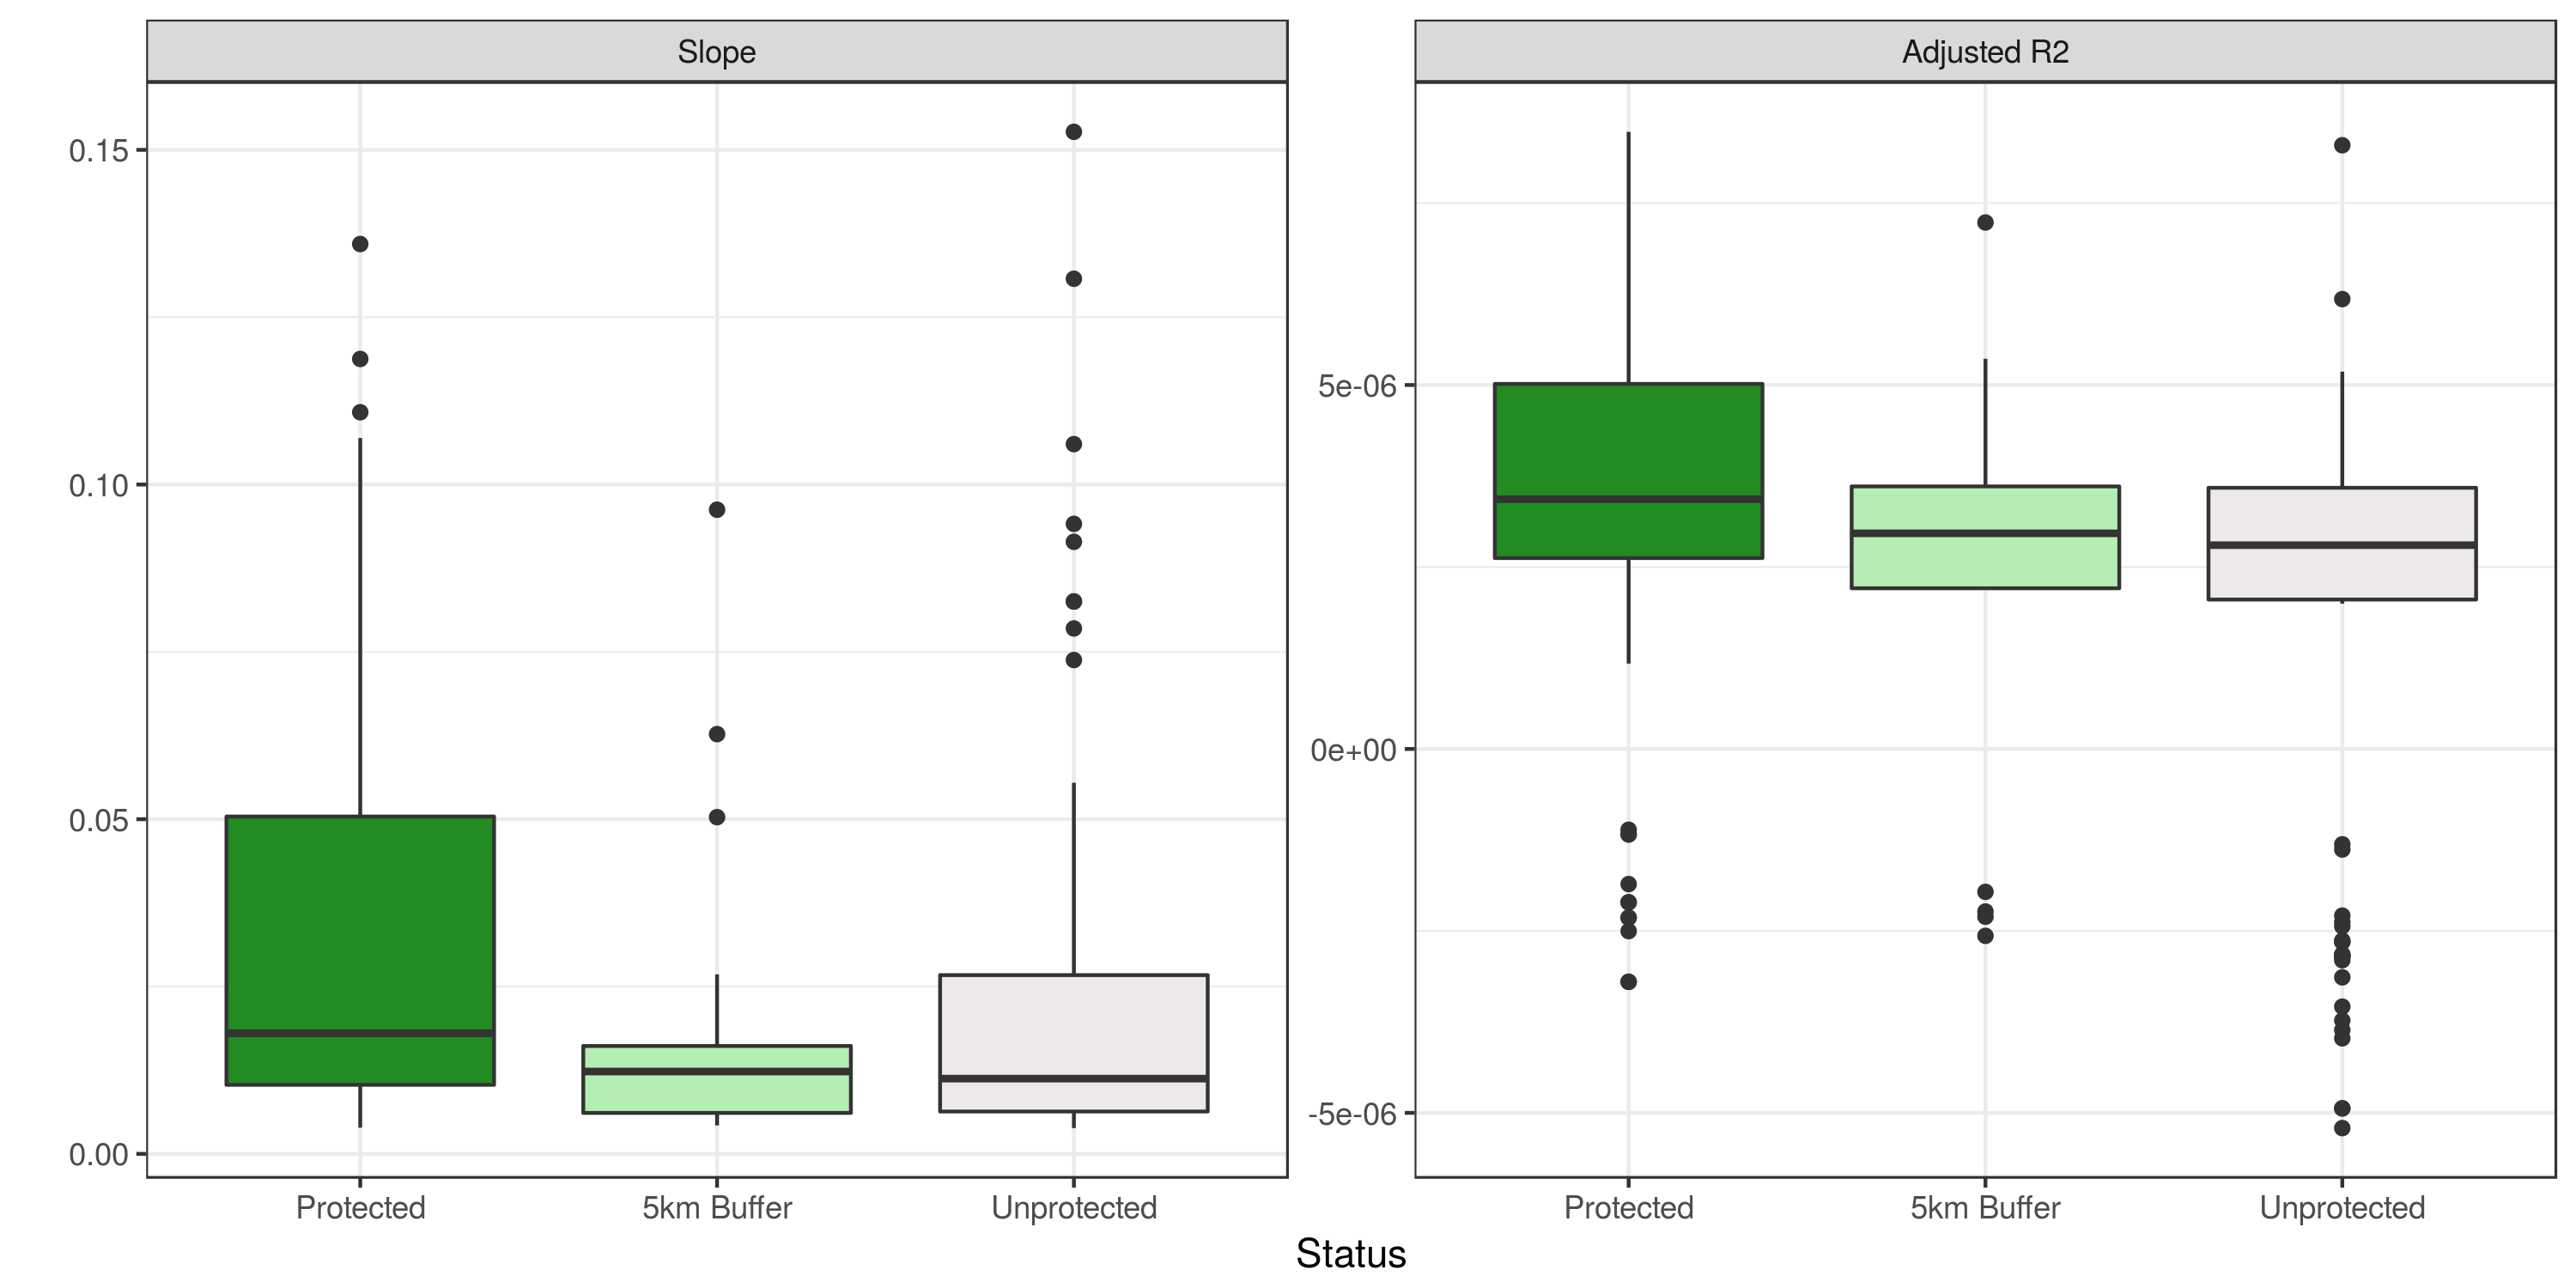 Slope
Adjusted R2
0.15
0.10
0.05
0.00
5e-06
0e+00
-5e-06
Protected
5km Buffer
Unprotected
Protected
5km Buffer
Unprotected
Status